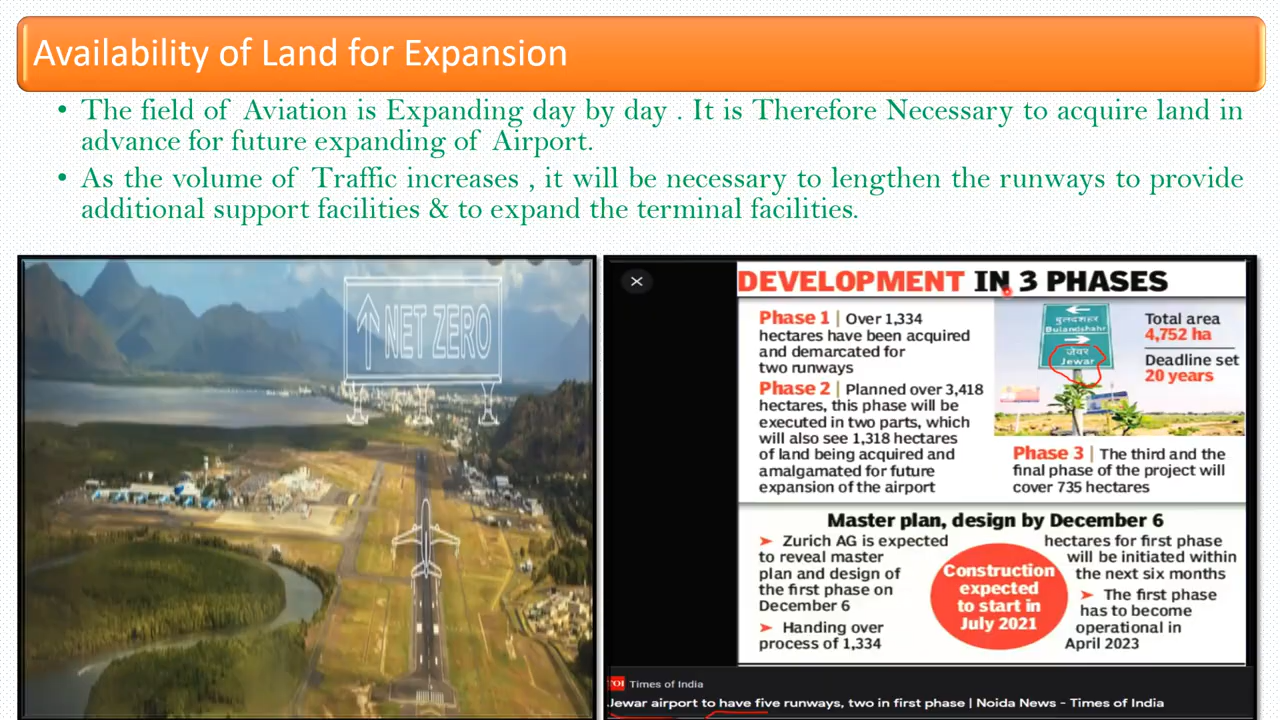 Availability of Land for Expansion
• The field of Aviation is Expanding day by day . It is Therefore Necessary to acquire land in
advance for future expanding of Airport.
• As the volume of Traffic increases , it will be necessary to lengthen the runways to provide
additional support facilities & to expand the terminal facilities.
NET ZERO
DEVELOPMENT IN 3 PHASES
Phase 1 | Over 1,334
hectares have been acquired
and demarcated for
two runways
Phase 2 | Planned over 3,418
hectares, this phase will be
executed in two parts, which
will also see 1,318 hectares
of land being acquired and
amalgamated for future
expansion of the airport
बुलन्दशहर
Bulandshahr
जेवर
Jewar
Total area
4,752 ha
Deadline set
20 years
Phase 3 | The third and the
final phase of the project will
cover 735 hectares
Master plan, design by December 6
➤ Zurich AG is expected
to reveal master
plan and design of
the first phase on
December 6
➤ Handing over
process of 1,334
Construction
expected
to start in
July 2021
hectares for first phase
will be initiated within
the next six months
➤ The first phase
has to become
operational in
April 2023
TOI Times of India
Jewar airport to have five runways, two in first phase | Noida News - Times of India